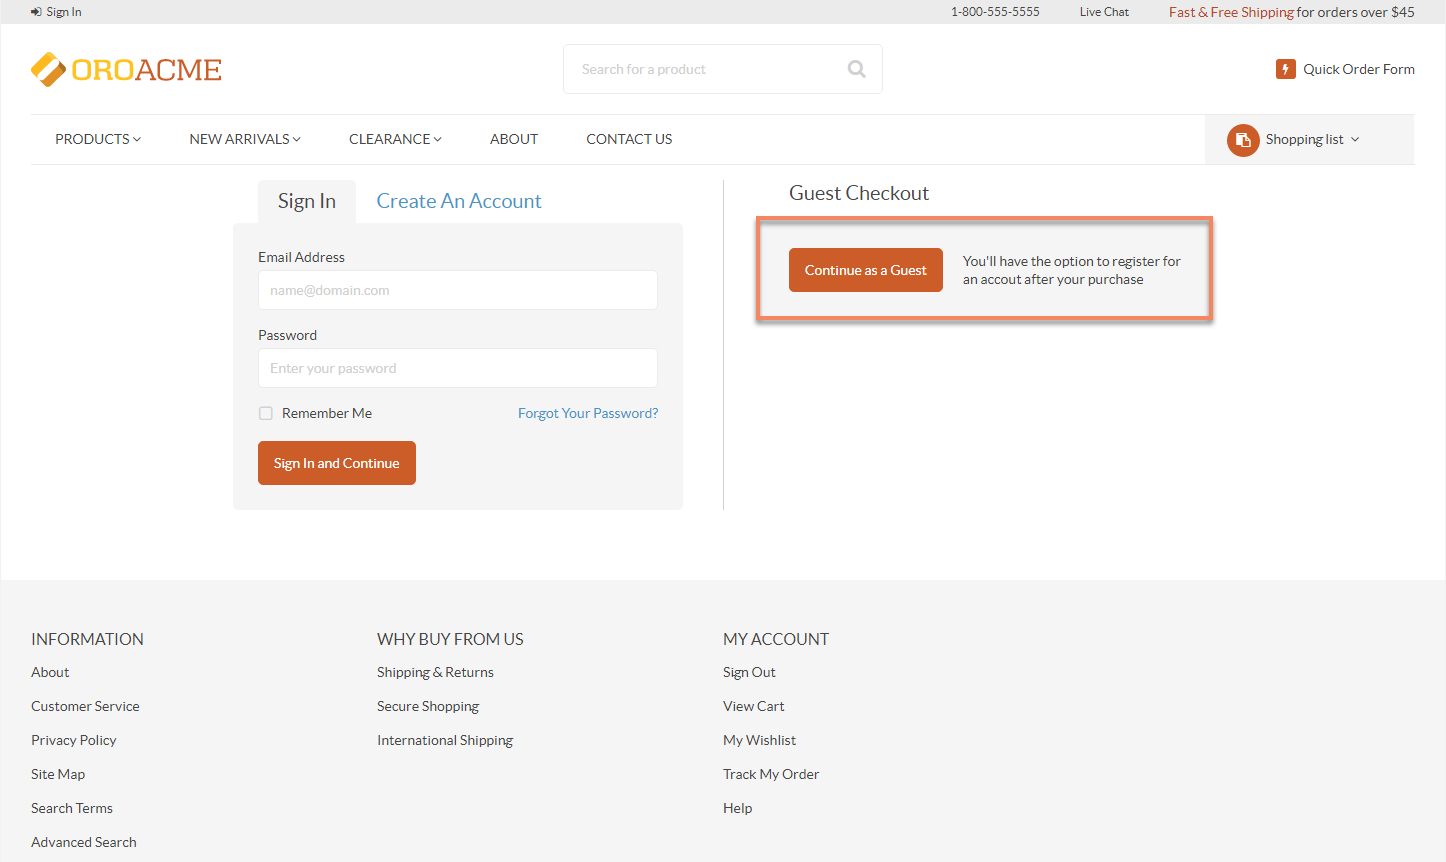 Sign In
1-800-555-5555
Live Chat
Fast & Free Shipping for orders over $45
OROACME
Search for a product
Quick Order Form
PRODUCTS
NEW ARRIVALS
CLEARANCE
ABOUT
CONTACT US
Shopping list
Sign In
Create An Account
Email Address
name@domain.com
Password
Enter your password
Remember Me
Forgot Your Password?
Sign In and Continue
Guest Checkout
Continue as a Guest
You'll have the option to register for
an accout after your purchase
INFORMATION
About
Customer Service
Privacy Policy
Site Map
Search Terms
Advanced Search
WHY BUY FROM US
Shipping & Returns
Secure Shopping
International Shipping
MY ACCOUNT
Sign Out
View Cart
My Wishlist
Track My Order
Help